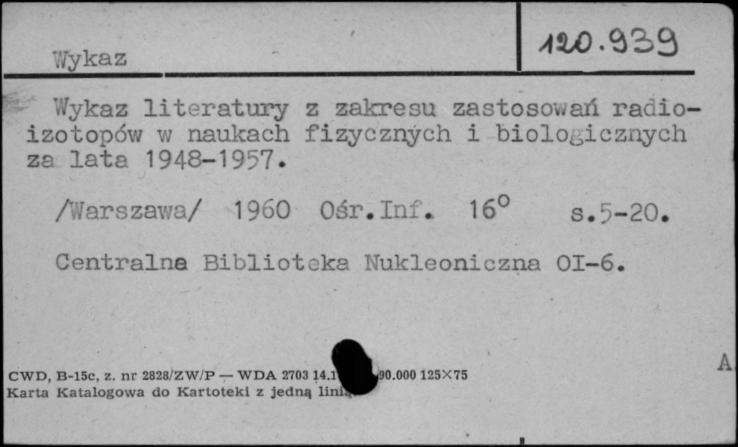 Wykaz
120.939
Wykaz literatury z zakresu zastosowań radio-
izotopów w naukach fizycznych i biologicznych
za lata 1948-1957.
/Warszawa/ 1960 Ośr.Inf. 16° s.5-20.
Centralna Biblioteka Nukleoniczna OI-6.
A.
CWD, B-15c, z. nr 2828/ZW/P — WDA 2703 14.1 90.000 125×75
Karta Katalogowa do Kartoteki z jedną